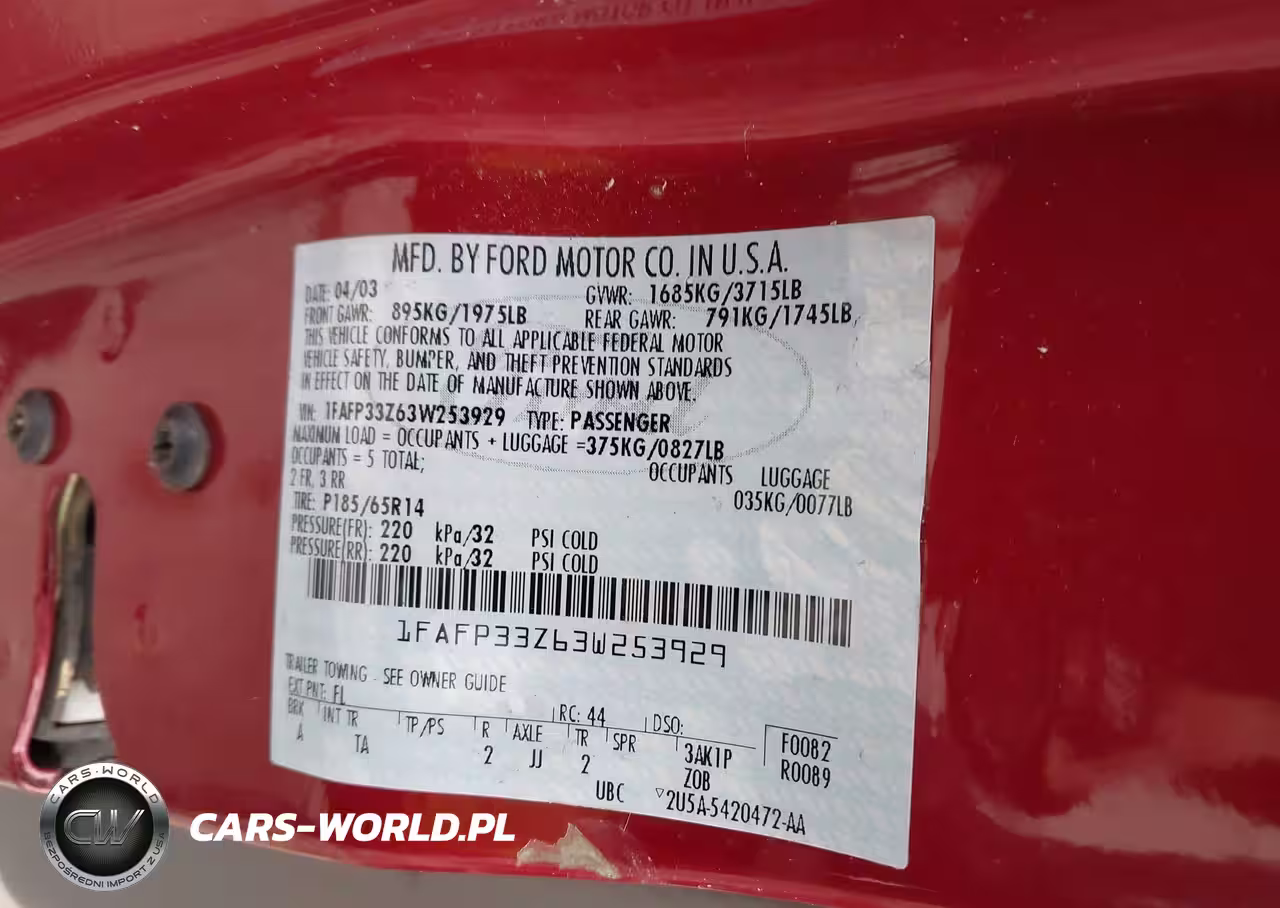 MFD. BY FORD MOTOR CO. IN U.S.A.
DATE: 04/03 GVWR: 1685KG/3715LB
FRONT GAWR: 895KG/1975LB REAR GAWR: 791KG/1745LB
THIS VEHICLE CONFORMS TO ALL APPLICABLE FEDERAL MOTOR
VEHICLE SAFETY, BUMPER, AND THEFT PREVENTION STANDARDS
IN EFFECT ON THE DATE OF MANUFACTURE SHOWN ABOVE.
VIN: 1FAFP33Z63W253929 TYPE: PASSENGER
MAXIMUM LOAD = OCCUPANTS + LUGGAGE =375KG/0827LB
OCCUPANTS = 5 TOTAL; OCCUPANTS LUGGAGE
2 FR, 3 RR 035KG/0077LB
TIRE: P185/65R14
PRESSURE(FR): 220 kPa/32 PSI COLD
PRESSURE(RR): 220 kPa/32 PSI COLD
1FAFP33Z63W253929
TRAILER TOWING - SEE OWNER GUIDE
EXT PNT: FL RC: 44 DSO:
BRK INT TR TP/PS R AXLE TR SPR 3AK1P F0082
A TA 2 JJ 2 Z0B R0089
UBC 2U5A-5420472-AA
CARS-WORLD
CW
BEZPOŚREDNI IMPORT Z USA
CARS-WORLD.PL